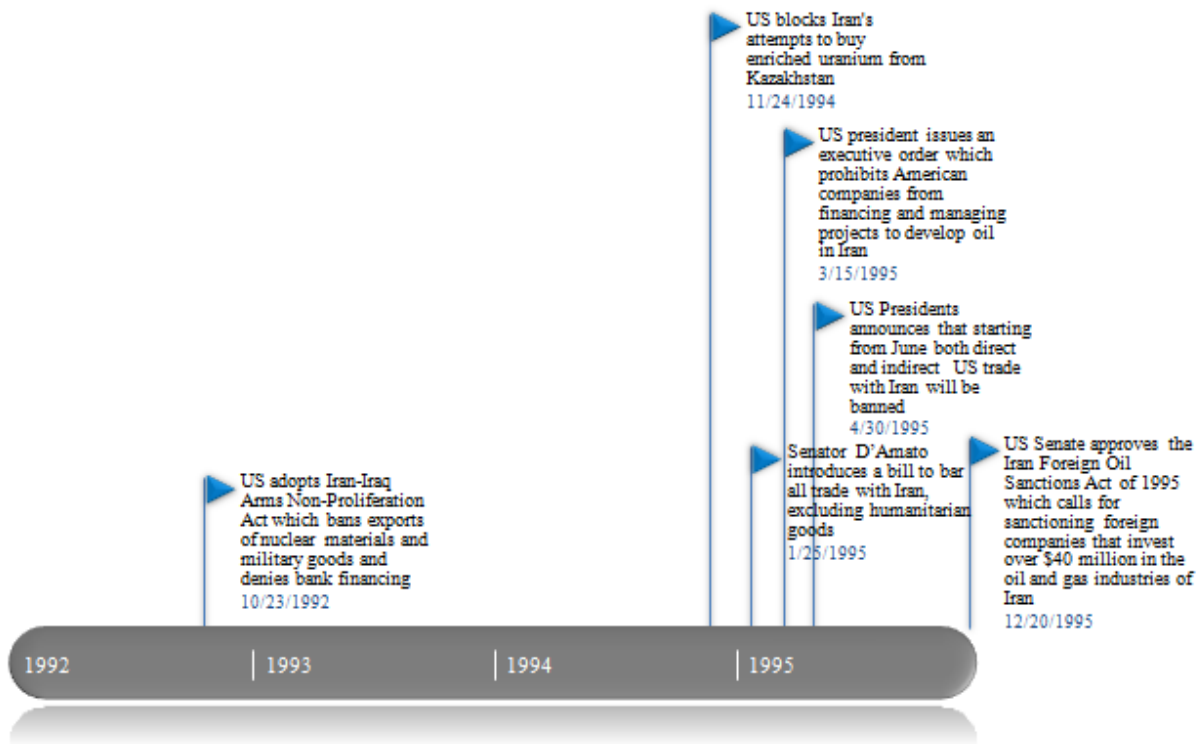 US blocks Iran's
attempts to buy
enriched uranium from
Kazakhstan
11/24/1994
US president issues an
executive order which
prohibits American
companies from
financing and managing
projects to develop oil
in Iran
3/15/1995
US Presidents
announces that starting
from June both direct
and indirect US trade
with Iran will be
banned
4/30/1995
Senator D’Amato
introduces a bill to bar
all trade with Iran,
excluding humanitarian
goods
1/25/1995
US Senate approves the
Iran Foreign Oil
Sanctions Act of 1995
which calls for
sanctioning foreign
companies that invest
over $40 million in the
oil and gas industries of
Iran
12/20/1995
US adopts Iran-Iraq
Arms Non-Proliferation
Act which bans exports
of nuclear materials and
military goods and
denies bank financing
10/23/1992
1992
1993
1994
1995